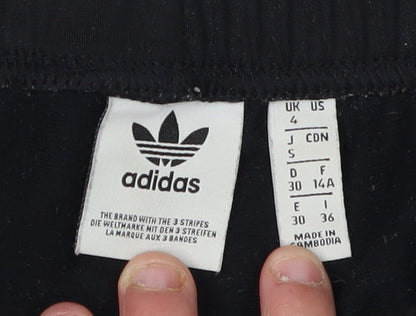 adidas
THE BRAND WITH THE 3 STRIPES
DIE WELTMARKE MIT DEN 3 STREIFEN
LA MARQUE AUX 3 BANDES
UK US
4
J CDN
S
D F
30 14A
E I
30 36
MADE IN
CAMBODIA